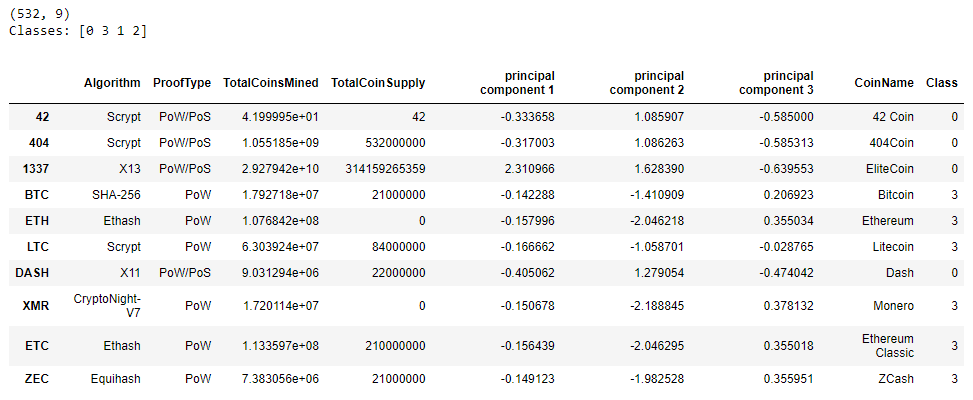 (532, 9)
Classes: [0 3 1 2]
Algorithm ProofType TotalCoinsMined TotalCoinSupply principal component 1 principal component 2 principal component 3 CoinName Class
42 Scrypt PoW/PoS 4.199995e+01 42 -0.333658 1.085907 -0.585000 42 Coin 0
404 Scrypt PoW/PoS 1.055185e+09 532000000 -0.317003 1.086263 -0.585313 404Coin 0
1337 X13 PoW/PoS 2.927942e+10 314159265359 2.310966 1.628390 -0.639553 EliteCoin 0
BTC SHA-256 PoW 1.792718e+07 21000000 -0.142288 -1.410909 0.206923 Bitcoin 3
ETH Ethash PoW 1.076842e+08 0 -0.157996 -2.046218 0.355034 Ethereum 3
LTC Scrypt PoW 6.303924e+07 84000000 -0.166662 -1.058701 -0.028765 Litecoin 3
DASH X11 PoW/PoS 9.031294e+06 22000000 -0.405062 1.279054 -0.474042 Dash 0
XMR CryptoNight-V7 PoW 1.720114e+07 0 -0.150678 -2.188845 0.378132 Monero 3
ETC Ethash PoW 1.133597e+08 210000000 -0.156439 -2.046295 0.355018 Ethereum Classic 3
ZEC Equihash PoW 7.383056e+06 21000000 -0.149123 -1.982528 0.355951 ZCash 3